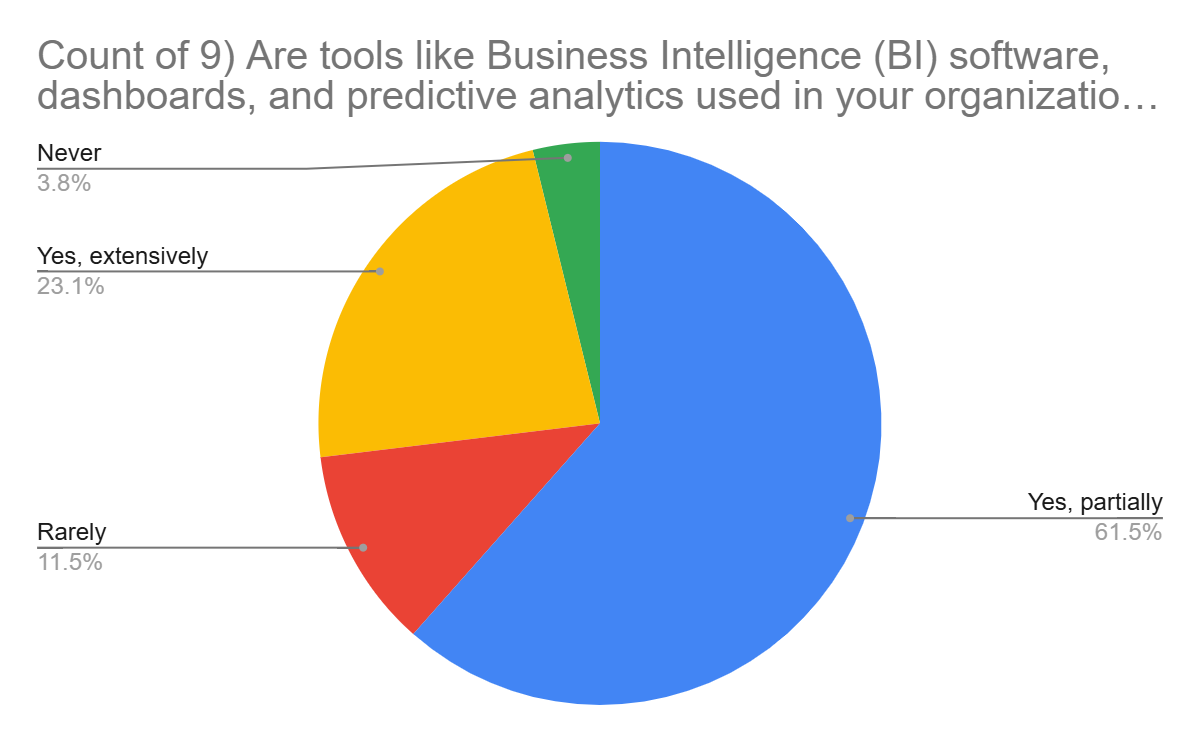 Count of 9) Are tools like Business Intelligence (BI) software,
dashboards, and predictive analytics used in your organizatio…
Never
3.8%
Yes, extensively
23.1%
Rarely
11.5%
Yes, partially
61.5%